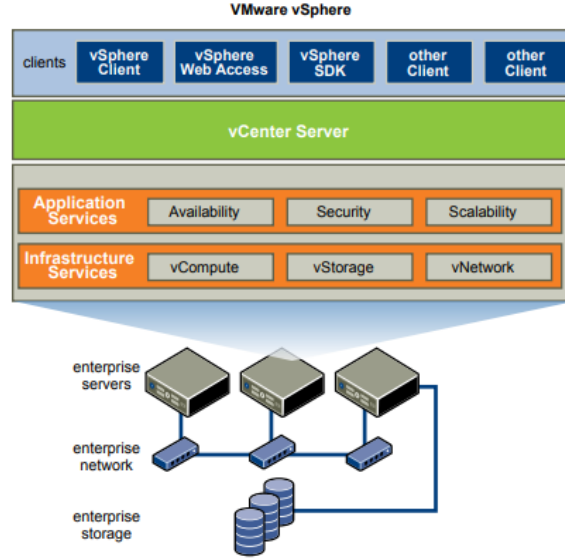 VMware vSphere
clients
vSphere
Client
vSphere
Web Access
vSphere
SDK
other
Client
other
Client
vCenter Server
Application
Services
Availability
Security
Scalability
Infrastructure
Services
vCompute
vStorage
vNetwork
enterprise
servers
enterprise
network
enterprise
storage